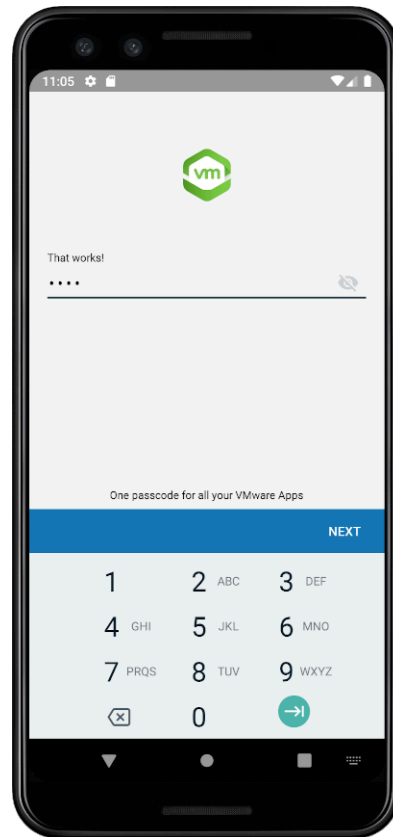 11:05
vm
That works!
••••
One passcode for all your VMware Apps
NEXT
1 2 ABC 3 DEF
4 GHI 5 JKL 6 MNO
7 PRQS 8 TUV 9 WXYZ
0